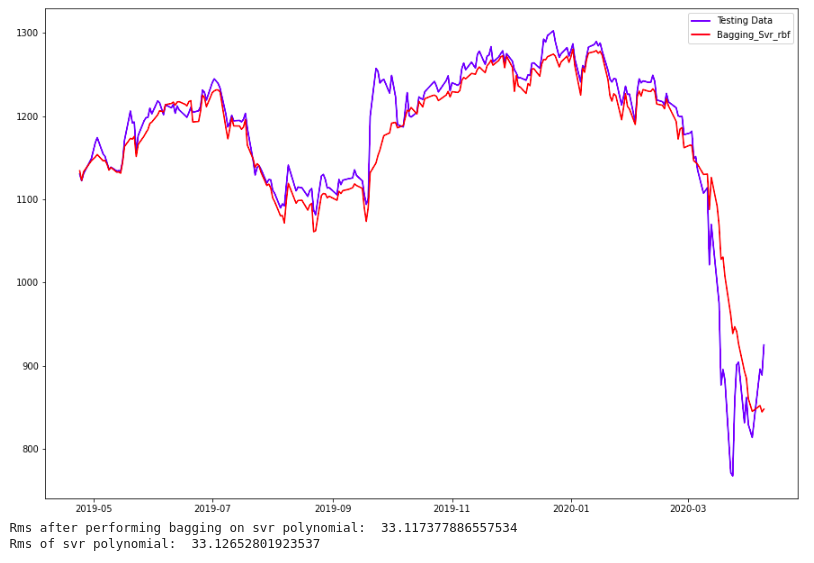 Testing Data
Bagging_Svr_rbf
1300
1200
1100
1000
900
800
2019-05 2019-07 2019-09 2019-11 2020-01 2020-03
Rms after performing bagging on svr polynomial:  33.117377886557534
Rms of svr polynomial:  33.12652801923537